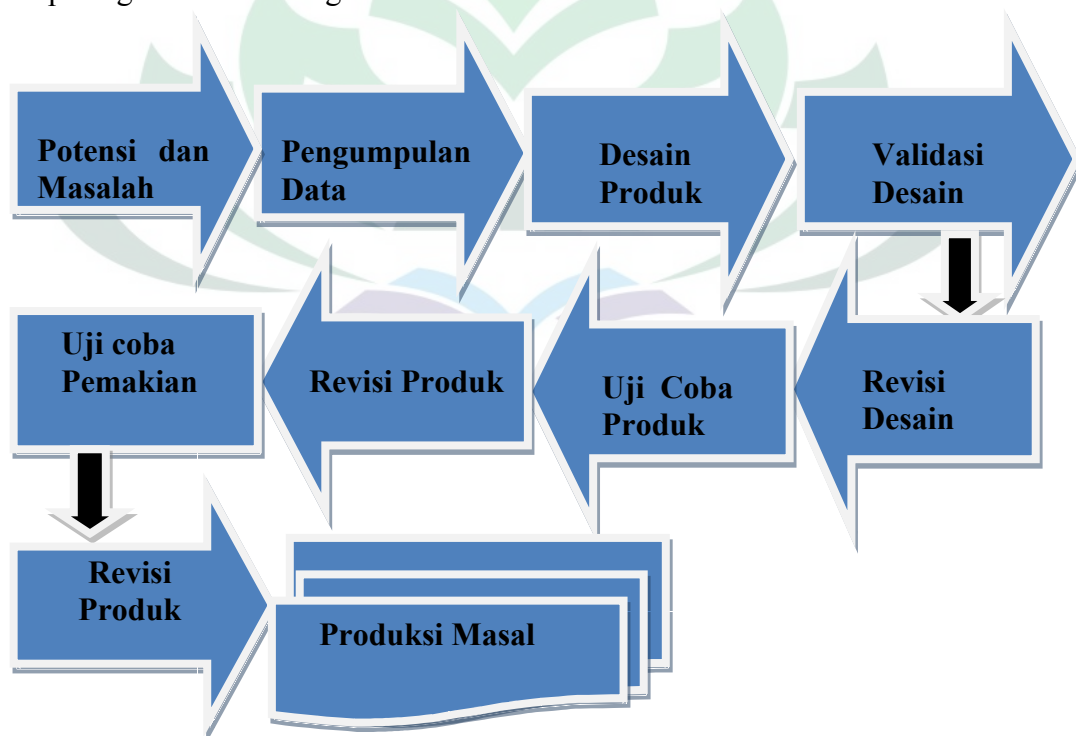 Potensi dan
Masalah
Pengumpulan
Data
Desain
Produk
Validasi
Desain
Revisi
Desain
Uji Coba
Produk
Revisi Produk
Uji coba
Pemakian
Revisi
Produk
Produksi Masal